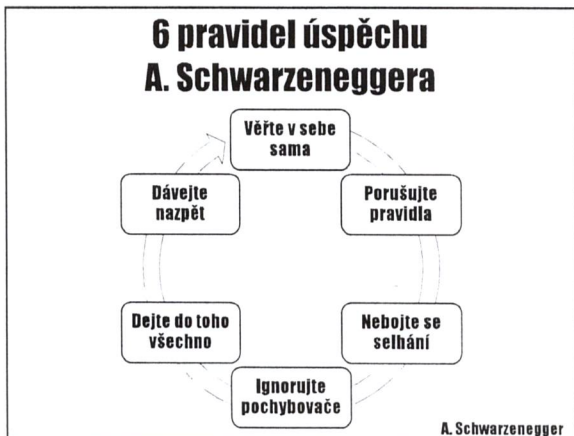 6 pravidel úspěchu
A. Schwarzeneggera
Věřte v sebe
sama
Porušujte
pravidla
Nebojte se
selhání
Ignorujte
pochybovače
Dejte do toho
všechno
Dávejte
nazpět
A. Schwarzenegger